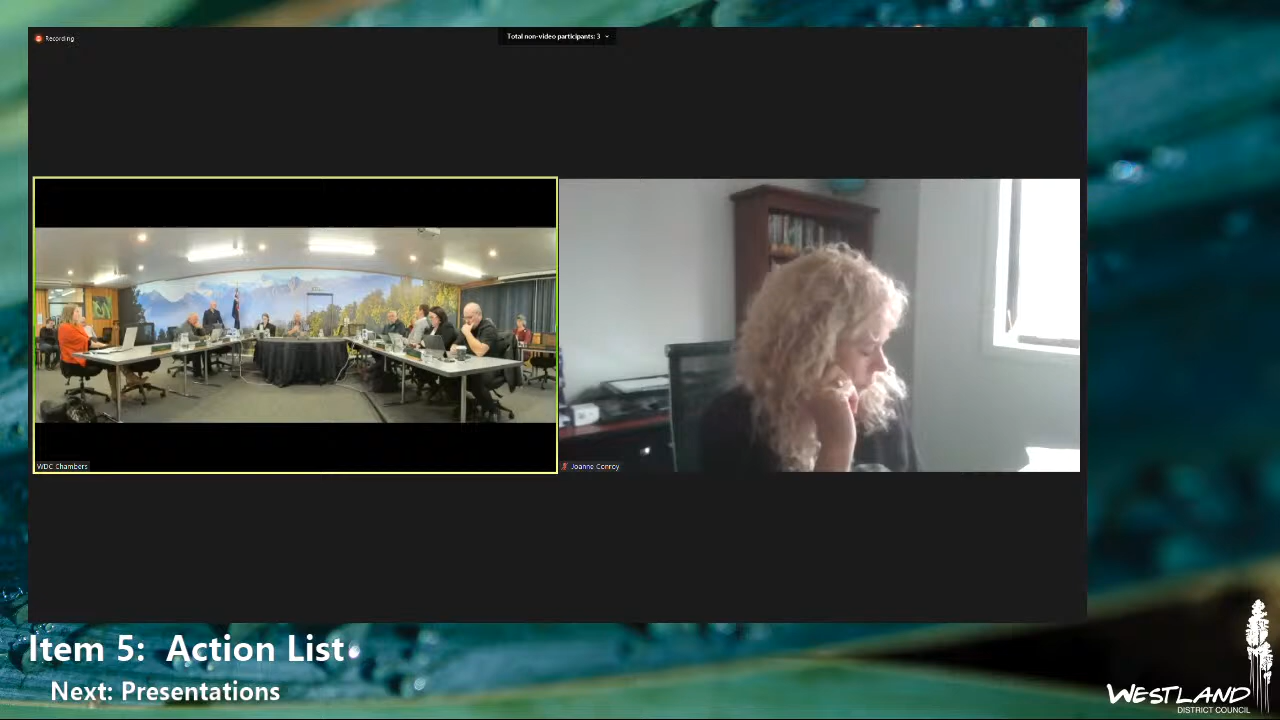 Recording
Total non-video participants: 3
WDC Chambers
Joanne Conroy
Item 5: Action List
Next: Presentations
WESTLAND
DISTRICT COUNCIL